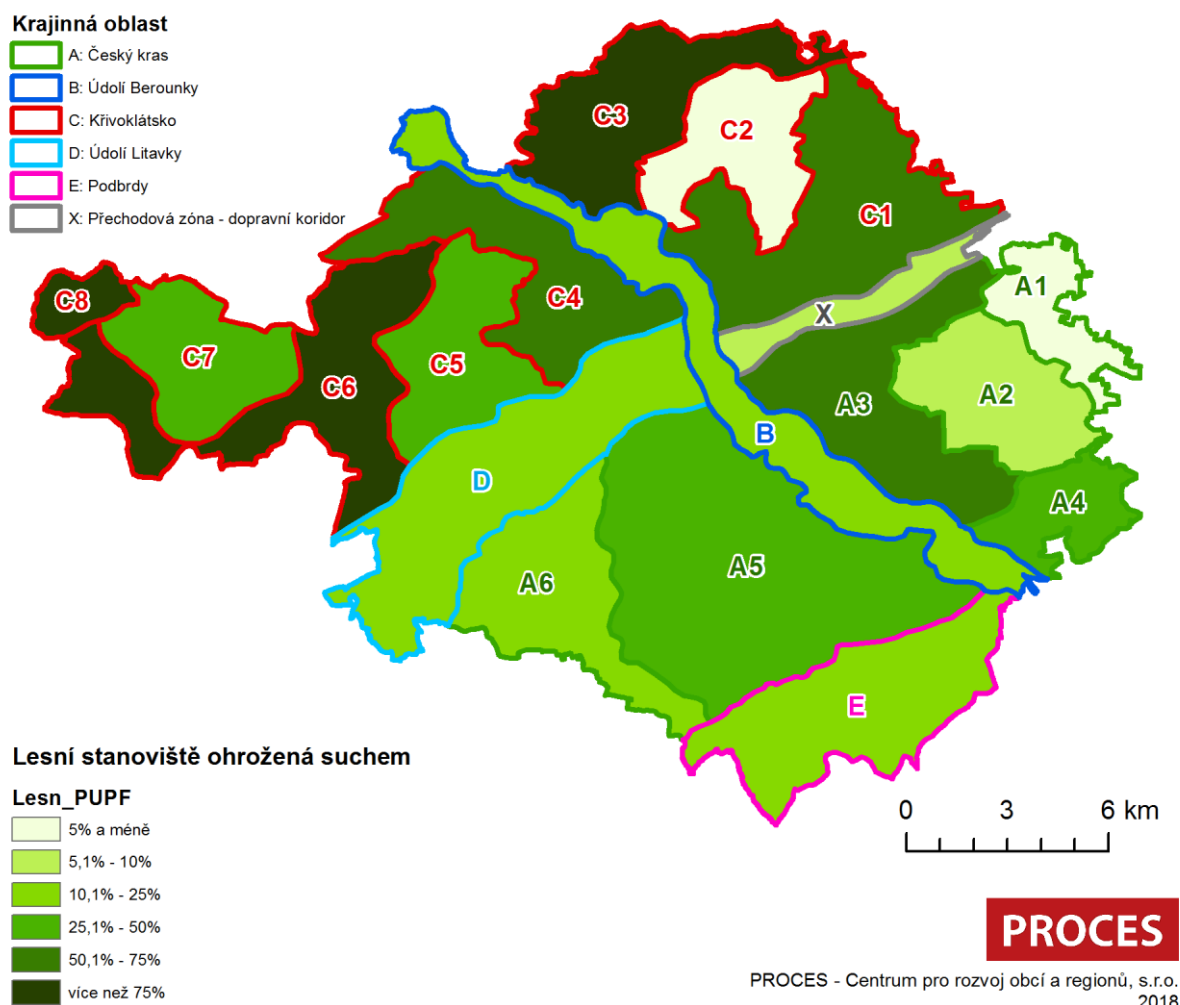 Krajinná oblast
A: Český kras
B: Údolí Berounky
C: Křivoklátsko
D: Údolí Litavky
E: Podbrdy
X: Přechodová zóna - dopravní koridor
C3
C2
C1
A1
C8
C7
C6
C5
C4
X
A3
A2
B
D
A4
A6
A5
E
Lesní stanoviště ohrožená suchem
Lesn_PUPF
5% a méně
5,1% - 10%
10,1% - 25%
25,1% - 50%
50,1% - 75%
více než 75%
0 3 6 km
PROCES
PROCES - Centrum pro rozvoj obcí a regionů, s.r.o.
2018